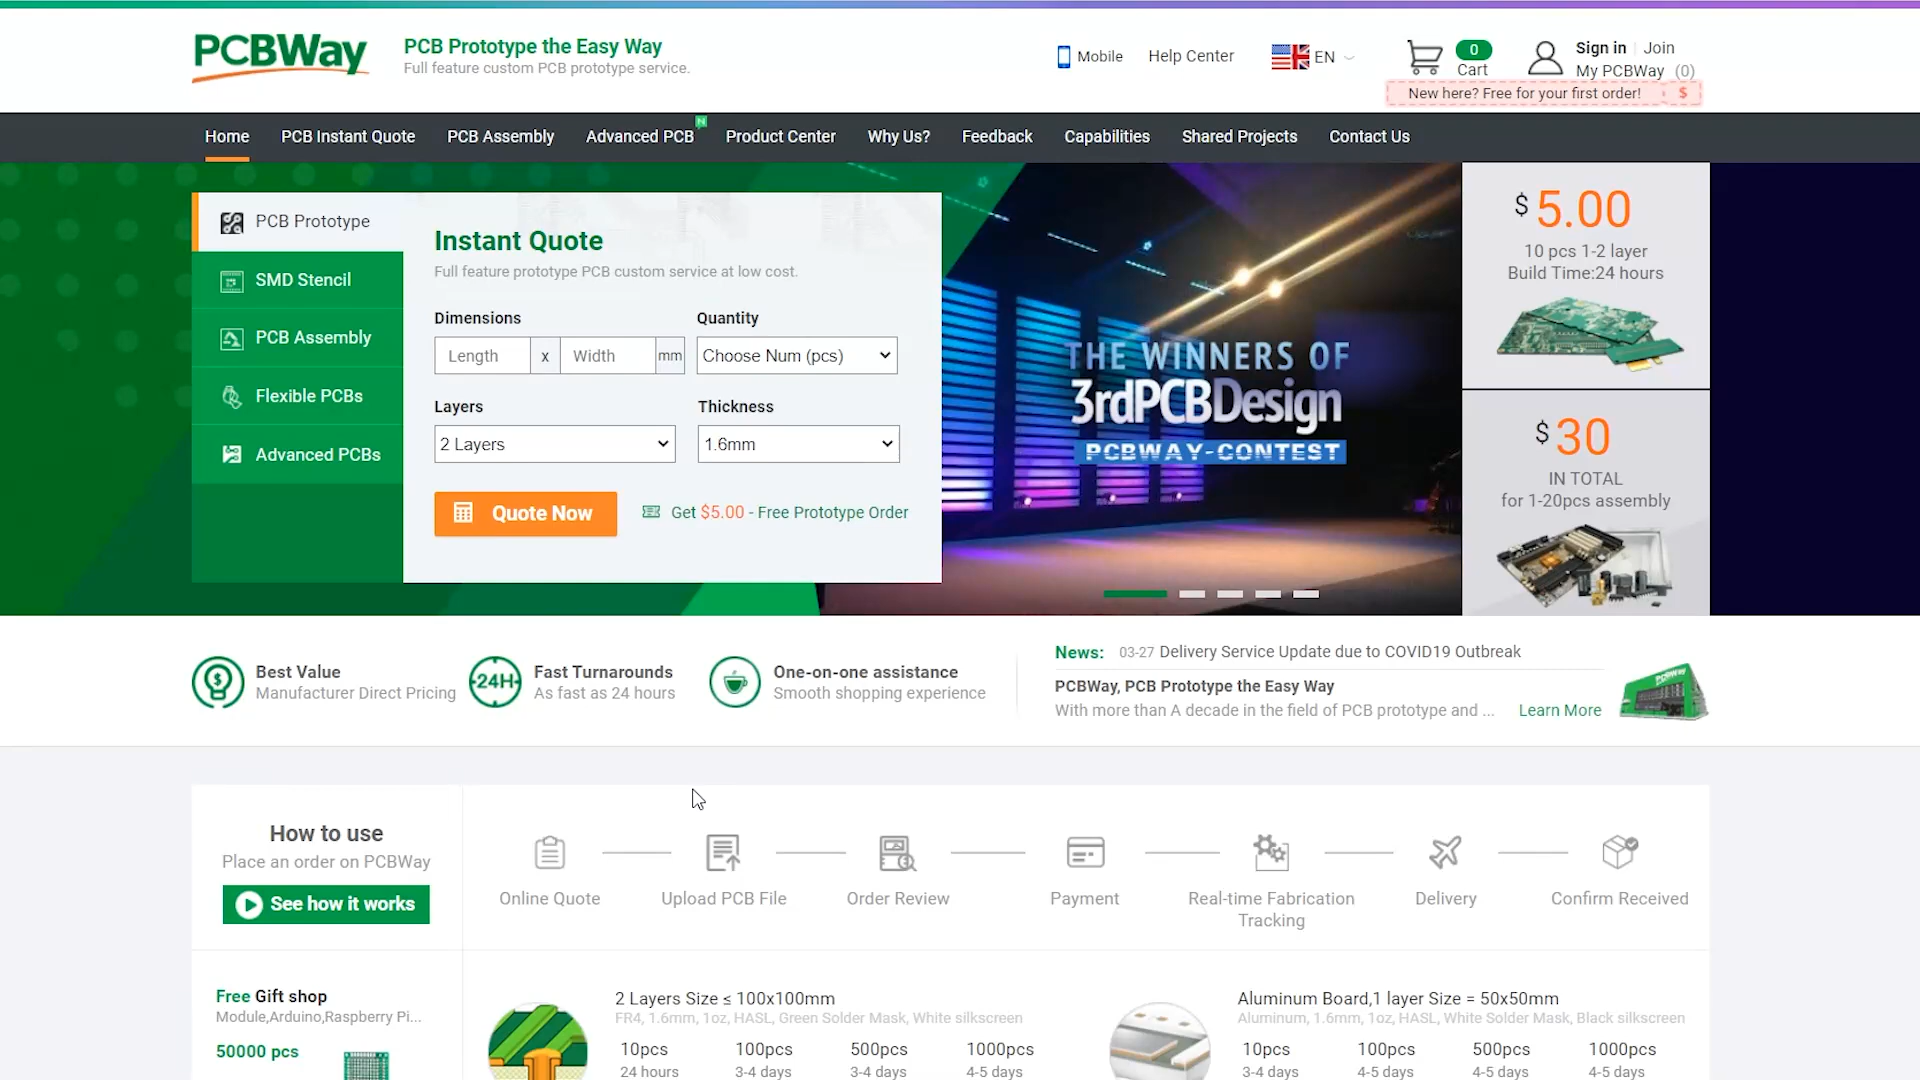 PCBWay
PCB Prototype the Easy Way
Full feature custom PCB prototype service.
Mobile
Help Center
EN
0
Cart
Sign in
Join
My PCBWay (0)
New here? Free for your first order! $
Home
PCB Instant Quote
PCB Assembly
Advanced PCB
N
Product Center
Why Us?
Feedback
Capabilities
Shared Projects
Contact Us
PCB Prototype
SMD Stencil
PCB Assembly
Flexible PCBs
Advanced PCBs
Instant Quote
Full feature prototype PCB custom service at low cost.
Dimensions
Quantity
Length x Width mm
Choose Num (pcs)
Layers
Thickness
2 Layers
1.6mm
Quote Now
Get $5.00 - Free Prototype Order
THE WINNERS OF
3rdPCBDesign
PCBWAY-CONTEST
$ 5.00
10 pcs 1-2 layer
Build Time:24 hours
$ 30
IN TOTAL
for 1-20pcs assembly
Best Value
Manufacturer Direct Pricing
24H
Fast Turnarounds
As fast as 24 hours
One-on-one assistance
Smooth shopping experience
News: 03-27 Delivery Service Update due to COVID19 Outbreak
PCBWay, PCB Prototype the Easy Way
With more than A decade in the field of PCB prototype and ... Learn More
PCBWay
How to use
Place an order on PCBWay
See how it works
Online Quote
Upload PCB File
Order Review
Payment
Real-time Fabrication
Tracking
Delivery
Confirm Received
Free Gift shop
Module,Arduino,Raspberry Pi...
50000 pcs
2 Layers Size ≤ 100x100mm
FR4, 1.6mm, 1oz, HASL, Green Solder Mask, White silkscreen
10pcs 100pcs 500pcs 1000pcs
24 hours 3-4 days 3-4 days 4-5 days
Aluminum Board,1 layer Size = 50x50mm
Aluminum, 1.6mm, 1oz, HASL, White Solder Mask, Black silkscreen
10pcs 100pcs 500pcs 1000pcs
3-4 days 4-5 days 4-5 days 4-5 days